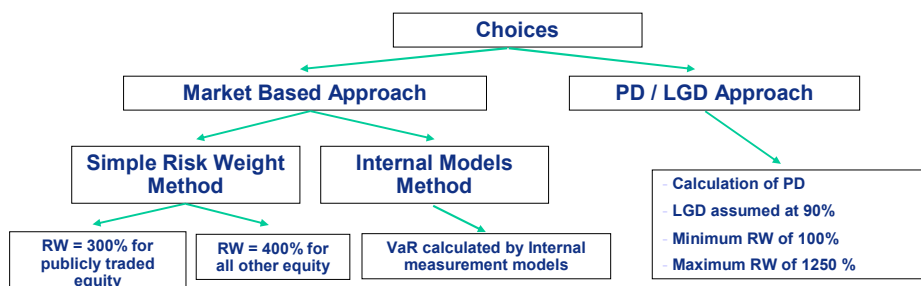 Choices
Market Based Approach
PD / LGD Approach
Simple Risk Weight
Method
Internal Models
Method
- Calculation of PD
- LGD assumed at 90%
- Minimum RW of 100%
- Maximum RW of 1250 %
RW = 300% for
publicly traded
equity
RW = 400% for
all other equity
VaR calculated by Internal
measurement models